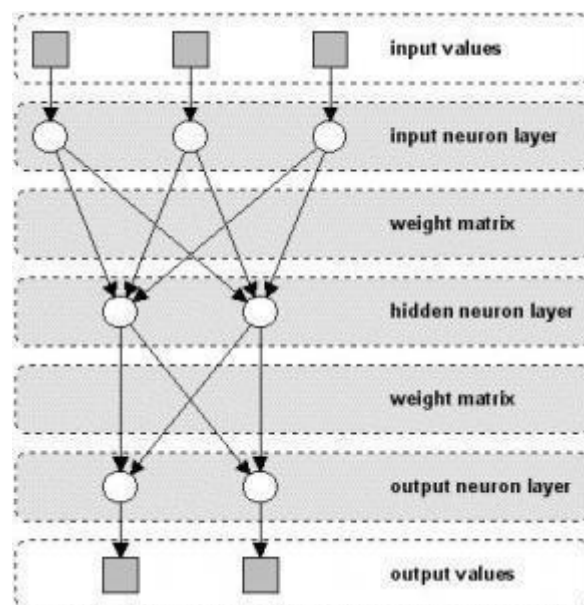 input values
input neuron layer
weight matrix
hidden neuron layer
weight matrix
output neuron layer
output values